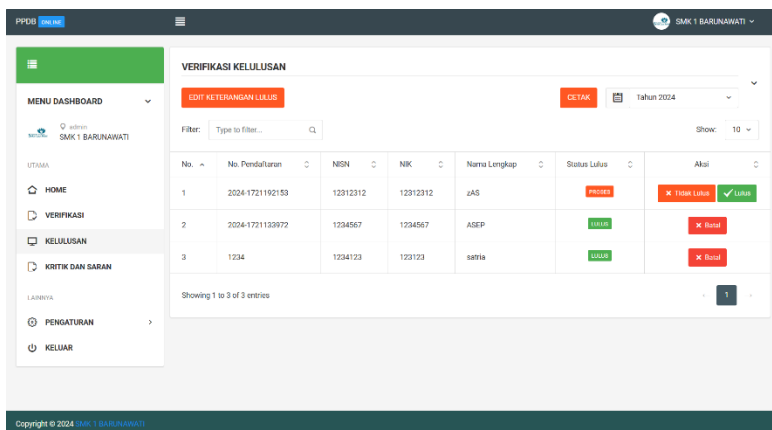 PPDB ONLINE
SMK 1 BARUNAWATI
MENU DASHBOARD
admin
SMK 1 BARUNAWATI
UTAMA
HOME
VERIFIKASI
KELULUSAN
KRITIK DAN SARAN
LAINNYA
PENGATURAN
KELUAR
VERIFIKASI KELULUSAN
EDIT KETERANGAN LULUS
CETAK Tahun 2024
Filter: Type to filter... Show: 10
No. No. Pendaftaran NISN NIK Nama Lengkap Status Lulus Aksi
1 2024-1721192153 12312312 12312312 zAS PROSES Tidak Lulus Lulus
2 2024-1721133972 1234567 1234567 ASEP LULUS Batal
3 1234 1234123 123123 satria LULUS Batal
Showing 1 to 3 of 3 entries 1
Copyright © 2024 SMK 1 BARUNAWATI